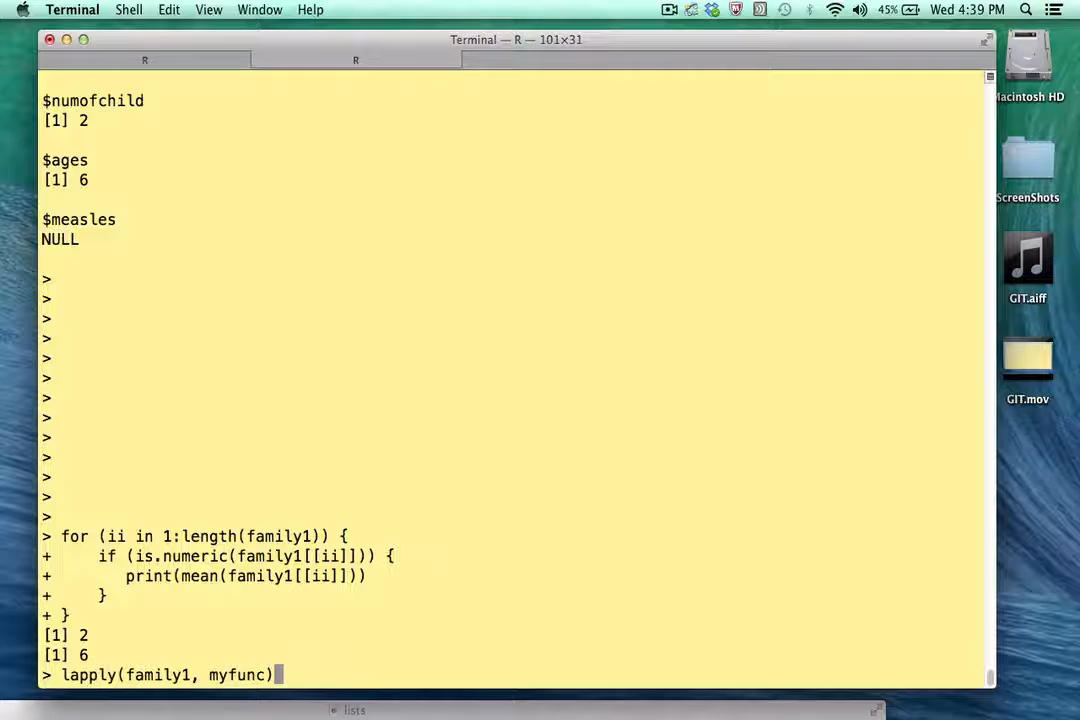 Terminal Shell Edit View Window Help 45% Wed 4:39 PM
Terminal — R — 101×31
R R
$numofchild
[1] 2
$ages
[1] 6
$measles
NULL
>
>
>
>
>
>
>
>
>
>
>
>
>
> for (ii in 1:length(family1)) {
+     if (is.numeric(family1[[ii]])) {
+        print(mean(family1[[ii]]))
+     }
+ }
[1] 2
[1] 6
> lapply(family1, myfunc)
Macintosh HD
ScreenShots
GIT.aiff
GIT.mov
lists